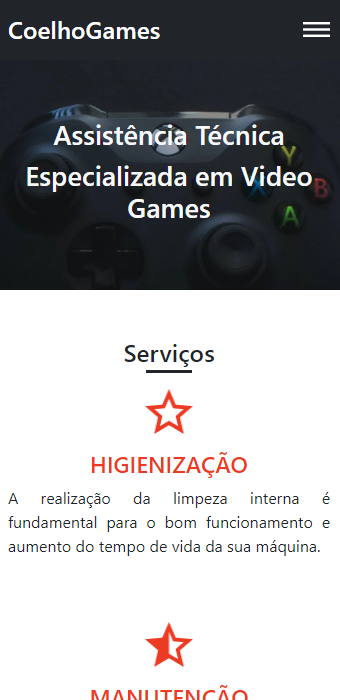 CoelhoGames
Assistência Técnica
Especializada em Video
Games
Y
X
B
A
Serviços
HIGIENIZAÇÃO
A realização da limpeza interna é
fundamental para o bom funcionamento e
aumento do tempo de vida da sua máquina.
MANUTENÇÃO